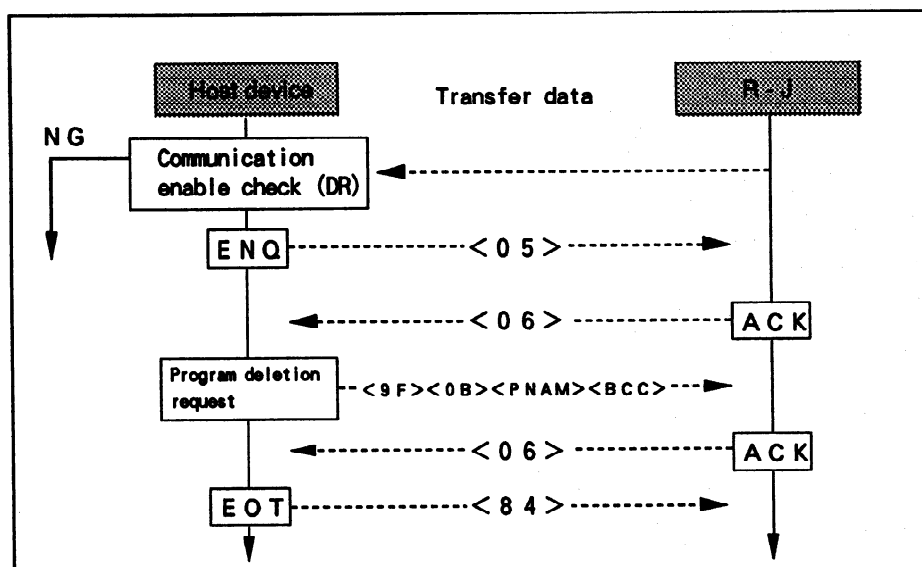 Host device
Transfer data
R-J
NG
Communication
enable check (DR)
ENQ
<05>
<06>
ACK
Program deletion
request
<9F><0B><PNAM><BCC>
<06>
ACK
EOT
<84>